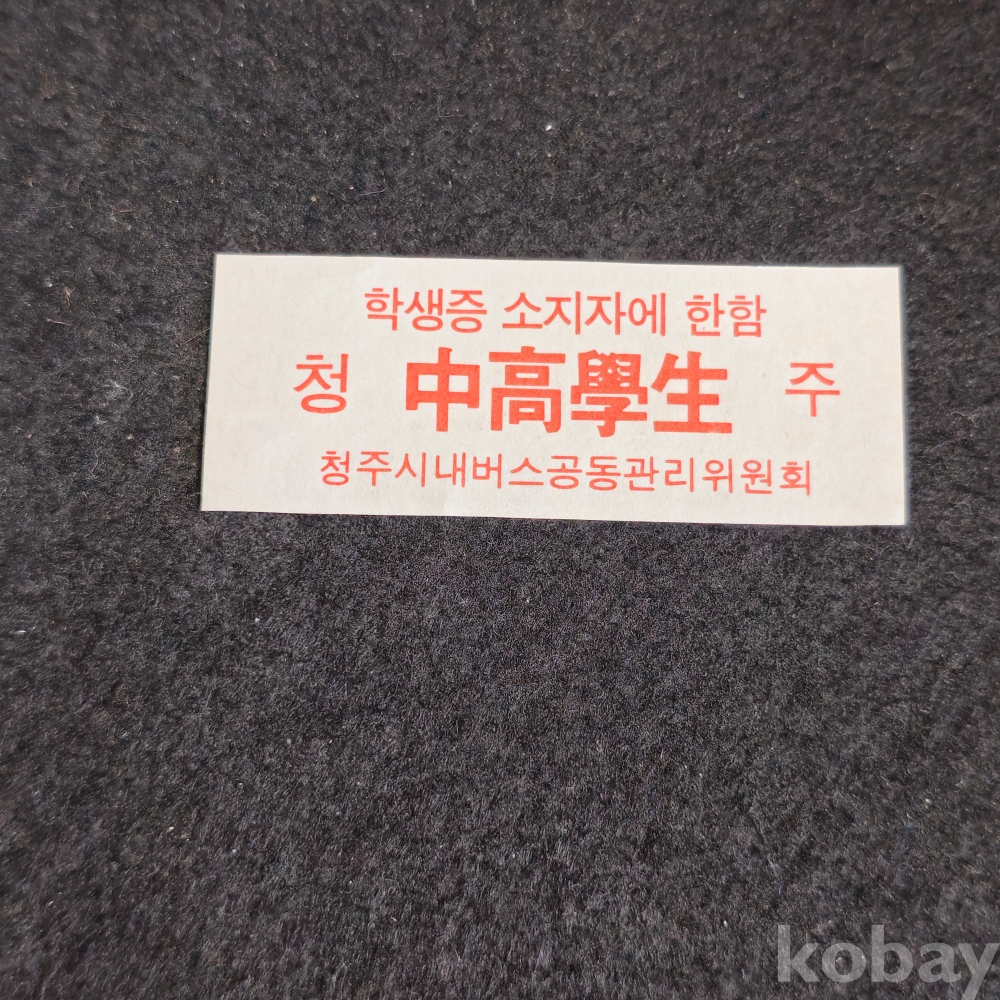 학생증 소지자에 한함
청 中高學生 주
청주시내버스공동관리위원회
kobay